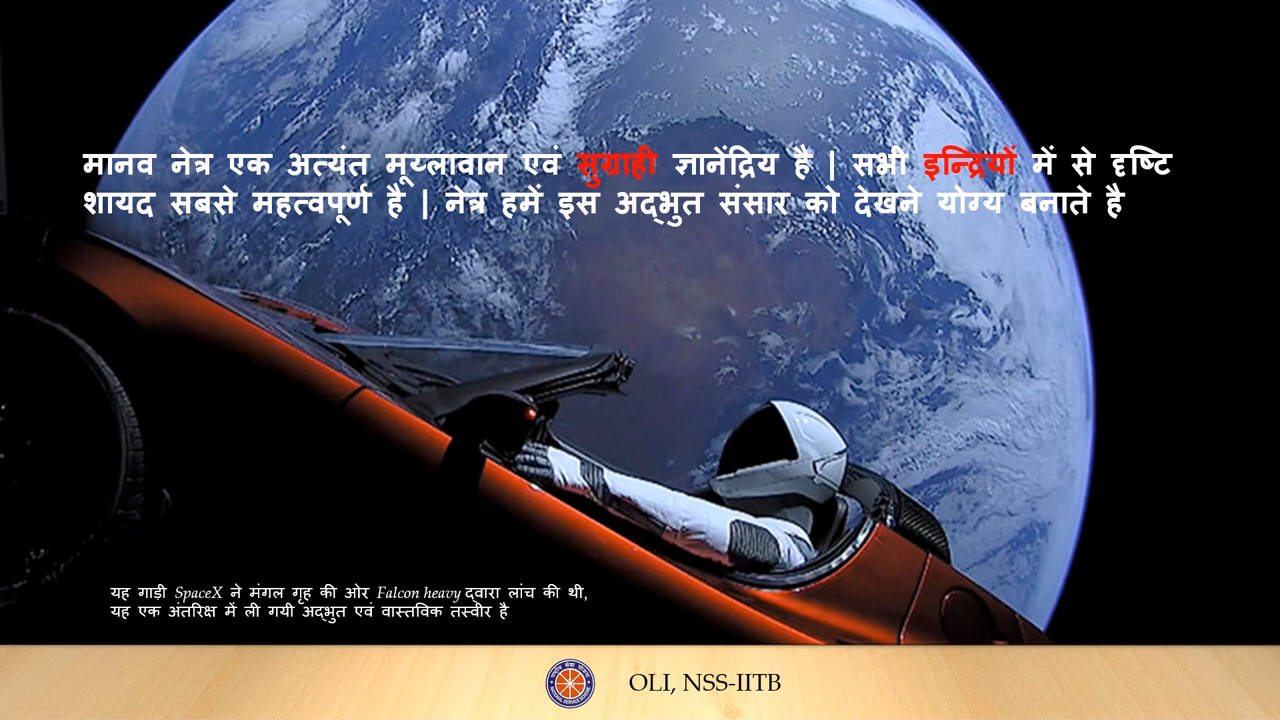 मानव नेत्र एक अत्यंत मूय्लावान एवं सुग्राही ज्ञानेंद्रिय है | सभी इन्द्रियों में से दृष्टि
शायद सबसे महत्वपूर्ण है | नेत्र हमें इस अद्भुत संसार को देखने योग्य बनाते है
यह गाड़ी SpaceX ने मंगल गृह की ओर Falcon heavy द्वारा लांच की थी,
यह एक अंतरिक्ष में ली गयी अद्भुत एवं वास्तविक तस्वीर है
OLI, NSS-IITB